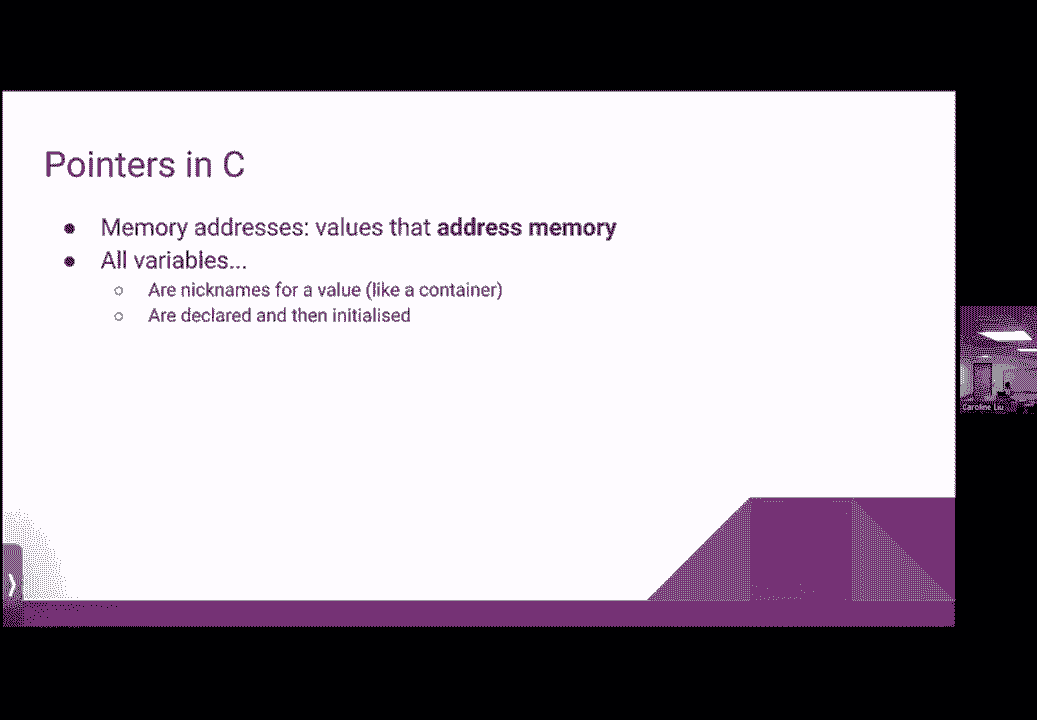 Pointers in C
● Memory addresses: values that address memory
● All variables...
○ Are nicknames for a value (like a container)
○ Are declared and then initialised
Caroline Liu